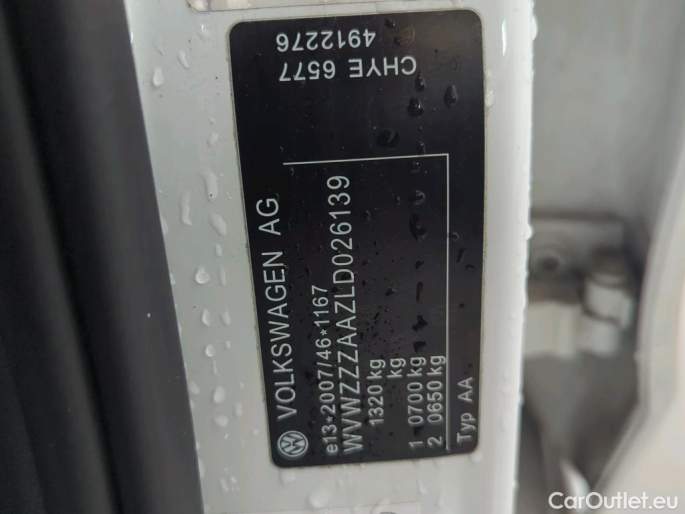 VOLKSWAGEN AG
e13*2007/46*1167
WVWZZZAAZLD026139
1320 kg
kg
1 0700 kg
2 0650 kg
Typ AA
CHYE 6577
4912276
CarOutlet.eu